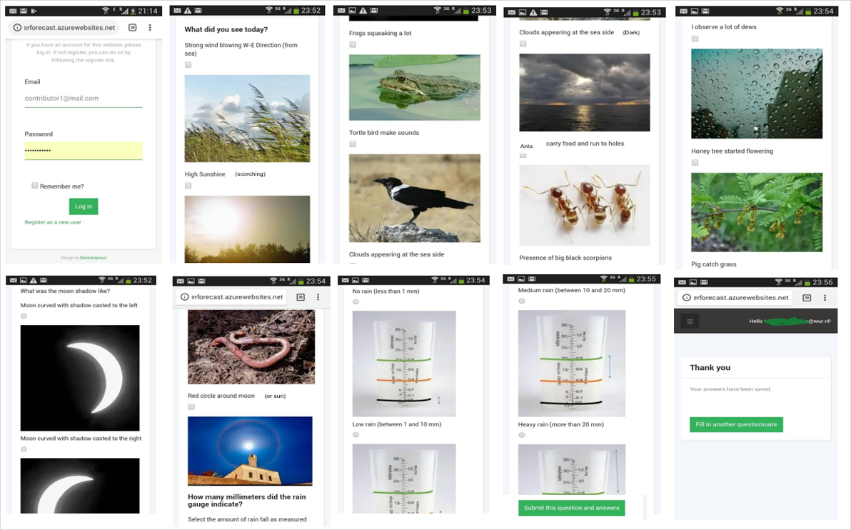 21:14
erforecast.azurewebsites.net
If you have an account for this website, please
log in. If not register, you can do so by
following the register link.
Email
contributor1@mail.com
Password
Remember me?
Log in
Register as a new user
23:52
What did you see today?
Strong wind blowing W-E Direction (from
sea)
High Sunshine (scorching)
23:53
Frogs squeaking a lot
Tortle bird make sounds
Clouds appearing at the sea side
23:53
Clouds appearing at the sea side (Dark)
Ants carry food and run to holes
Presence of big black scorpions
23:54
I observe a lot of dews
Honey tree started flowering
Pig catch grass
23:52
What was the moon shadow like?
Moon curved with shadow casted to the left
Moon curved with shadow casted to the right
23:54
erforecast.azurewebsites.net
Red circle around moon (or sun)
How many millimeters did the rain
gauge indicate?
Select the amount of rain fall as measured
23:54
No rain (less than 1 mm)
Low rain (between 1 and 10 mm)
23:55
Medium rain (between 10 and 20 mm)
Heavy rain (more than 20 mm)
Submit this question and answers
23:56
erforecast.azurewebsites.net
Hello @wur.nl!
Thank you
Your answers have been saved.
Fill in another questionnaire